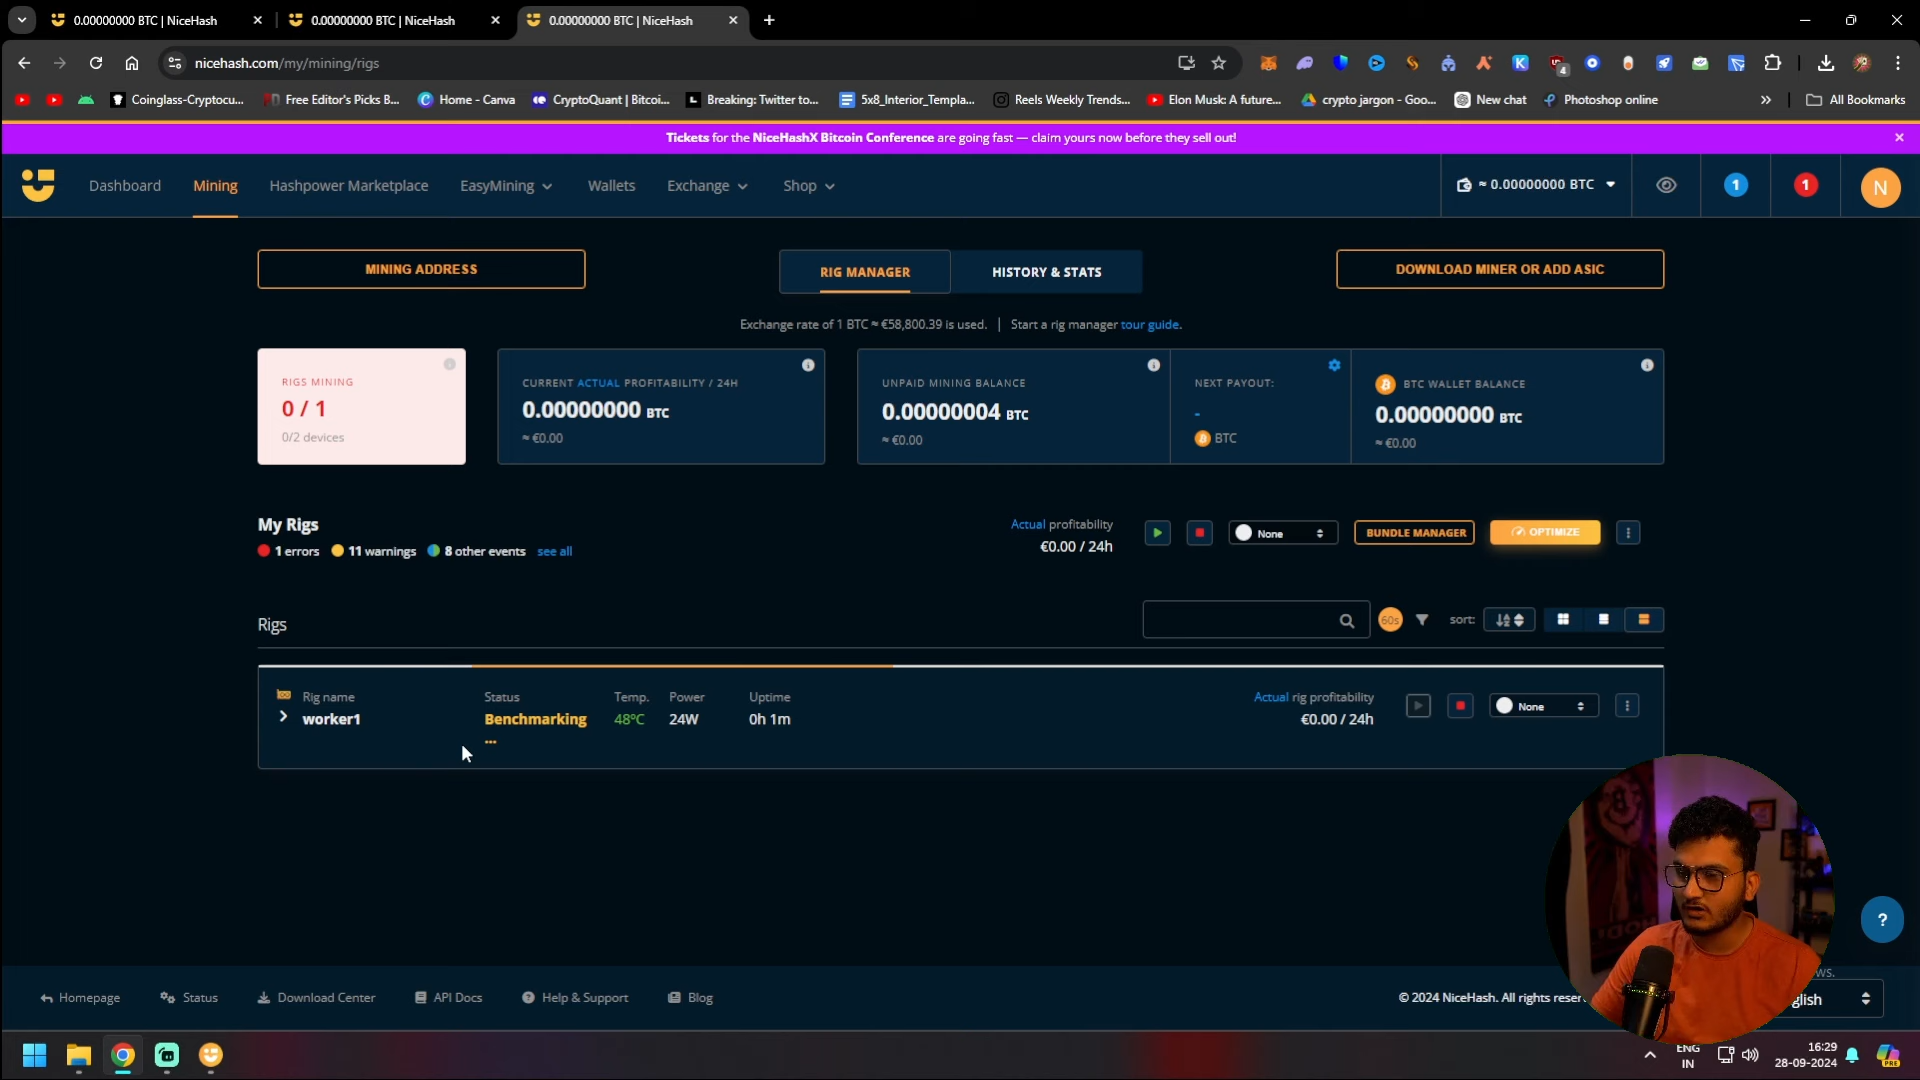 0.00000000 BTC | NiceHash
0.00000000 BTC | NiceHash
0.00000000 BTC | NiceHash
nicehash.com/my/mining/rigs
4
Coinglass-Cryptocu...
Free Editor's Picks B...
Home - Canva
CryptoQuant | Bitcoi...
Breaking: Twitter to...
5x8_Interior_Templa...
Reels Weekly Trends...
Elon Musk: A future...
crypto jargon - Goo...
New chat
Photoshop online
All Bookmarks
Tickets for the NiceHashX Bitcoin Conference are going fast — claim yours now before they sell out!
Dashboard
Mining
Hashpower Marketplace
EasyMining
Wallets
Exchange
Shop
≈ 0.00000000 BTC
1
1
N
MINING ADDRESS
RIG MANAGER
HISTORY & STATS
DOWNLOAD MINER OR ADD ASIC
Exchange rate of 1 BTC ≈ €58,800.39 is used. | Start a rig manager tour guide.
RIGS MINING
0 / 1
0/2 devices
CURRENT ACTUAL PROFITABILITY / 24H
0.00000000 BTC
≈ €0.00
UNPAID MINING BALANCE
0.00000004 BTC
≈ €0.00
NEXT PAYOUT:
-
BTC
BTC WALLET BALANCE
0.00000000 BTC
≈ €0.00
My Rigs
1 errors
11 warnings
8 other events
see all
Actual profitability
€0.00 / 24h
None
BUNDLE MANAGER
OPTIMIZE
Rigs
60s
sort:
Rig name
worker1
Status
Benchmarking
...
Temp.
48°C
Power
24W
Uptime
0h 1m
Actual rig profitability
€0.00 / 24h
None
?
Homepage
Status
Download Center
API Docs
Help & Support
Blog
© 2024 NiceHash. All rights reser
ws.
glish
ENG
IN
16:29
28-09-2024
PRE